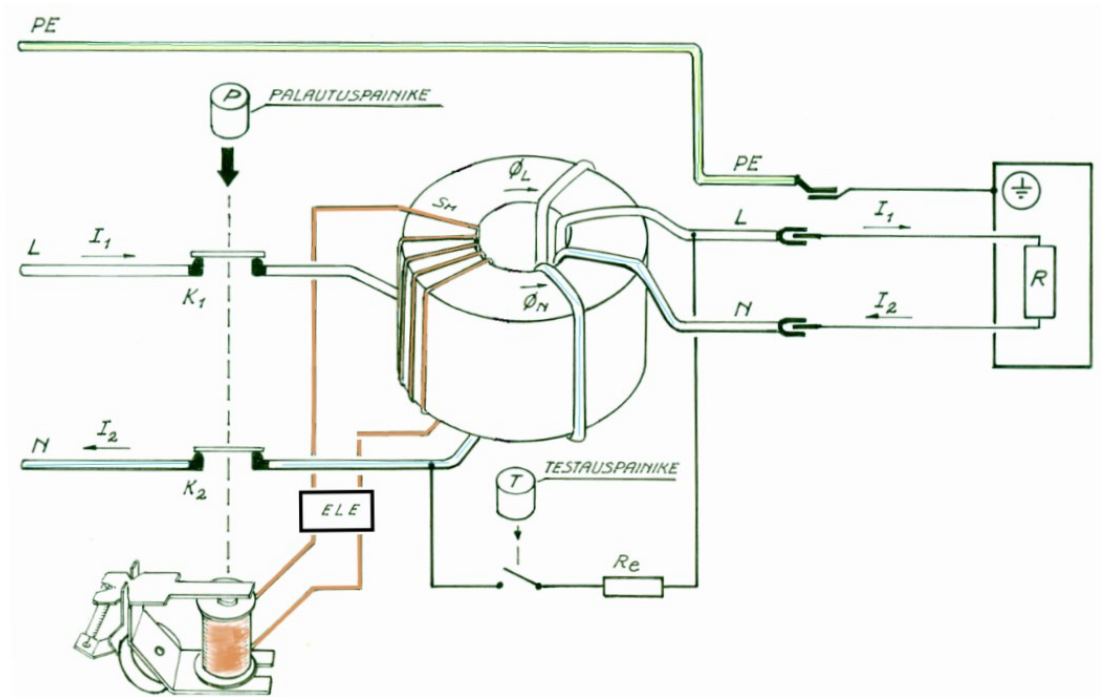 PE
P
PALAUTUSPAINIKE
ØL
SM
PE
L
I1
L
I1
K1
ØN
R
N
I2
N
I2
K2
TESTAUSPAINIKE
T
ELE
Re